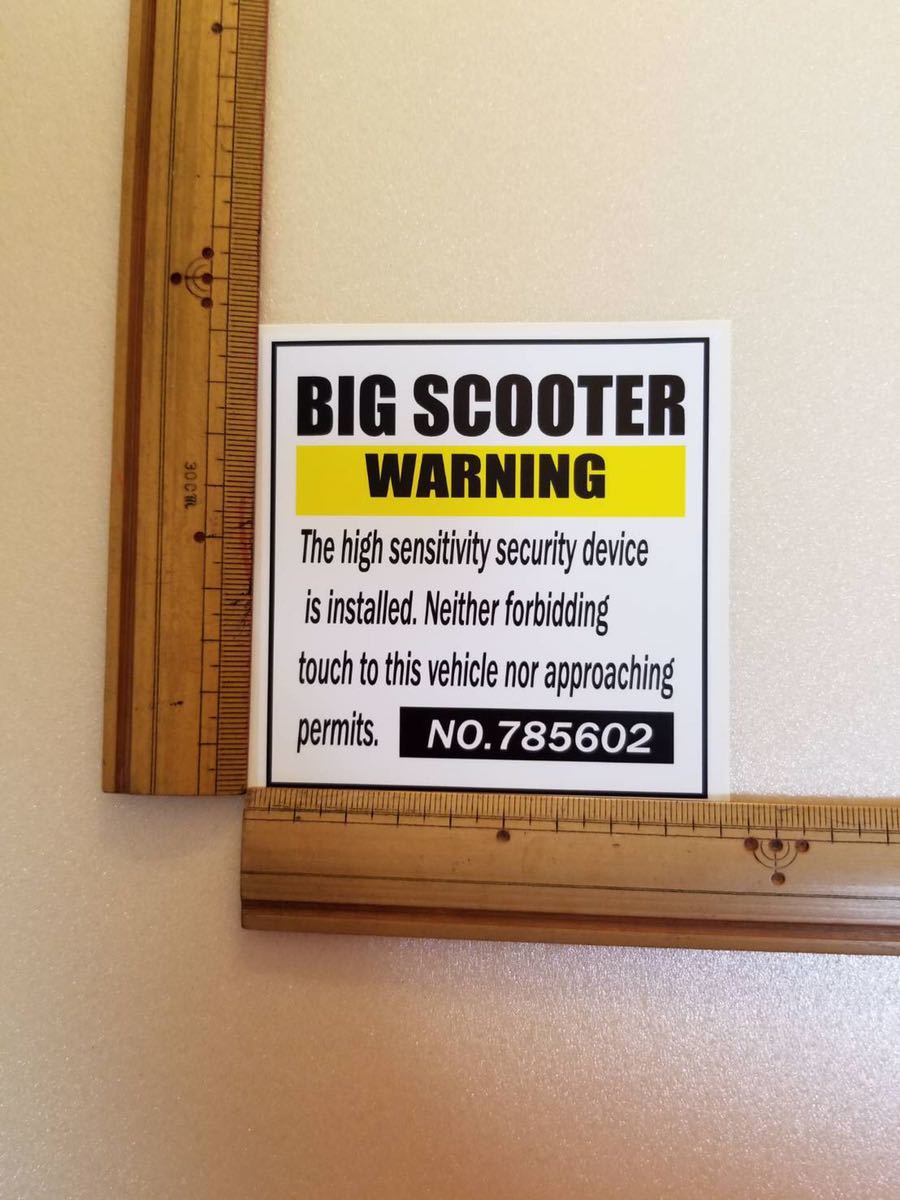 BIG SCOOTER
WARNING
The high sensitivity security device
is installed. Neither forbidding
touch to this vehicle nor approaching
permits.
NO.785602
30cm